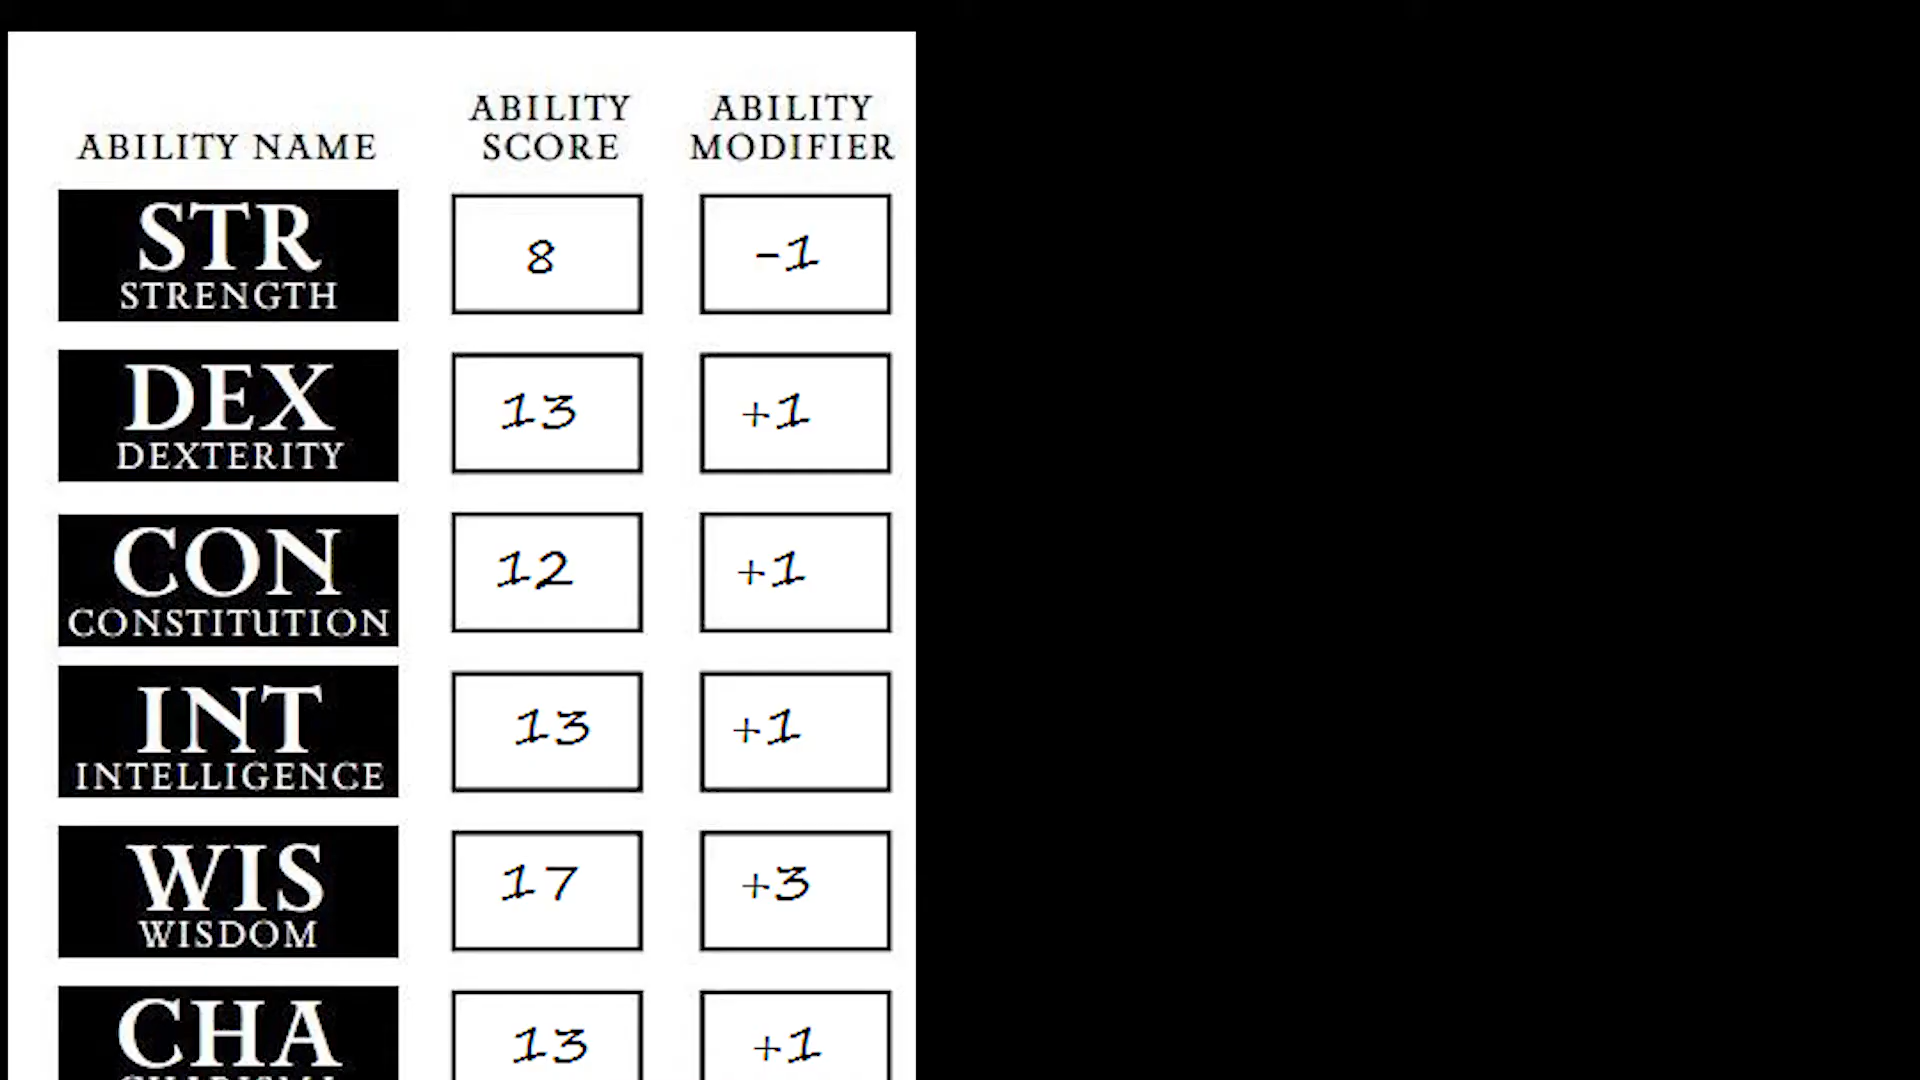 ABILITY NAME ABILITY SCORE ABILITY MODIFIER
STR STRENGTH 8 -1
DEX DEXTERITY 13 +1
CON CONSTITUTION 12 +1
INT INTELLIGENCE 13 +1
WIS WISDOM 17 +3
CHA 13 +1